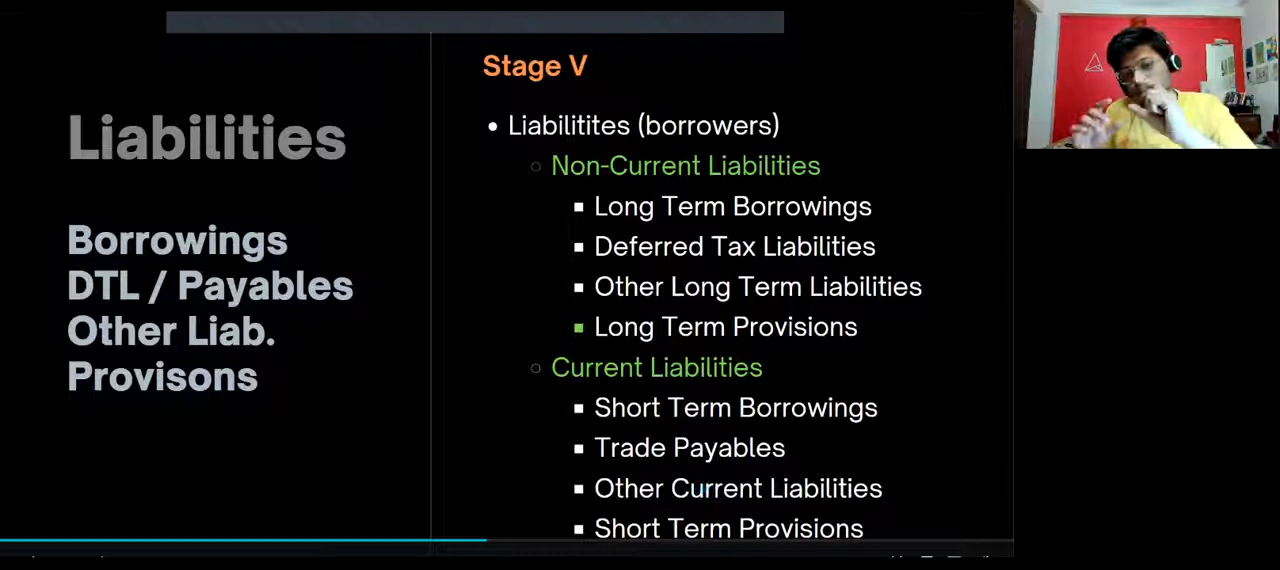 Liabilities
Borrowings
DTL / Payables
Other Liab.
Provisons
Stage V
• Liabilitites (borrowers)
Non-Current Liabilities
Long Term Borrowings
Deferred Tax Liabilities
Other Long Term Liabilities
Long Term Provisions
Current Liabilities
Short Term Borrowings
Trade Payables
Other Current Liabilities
Short Term Provisions